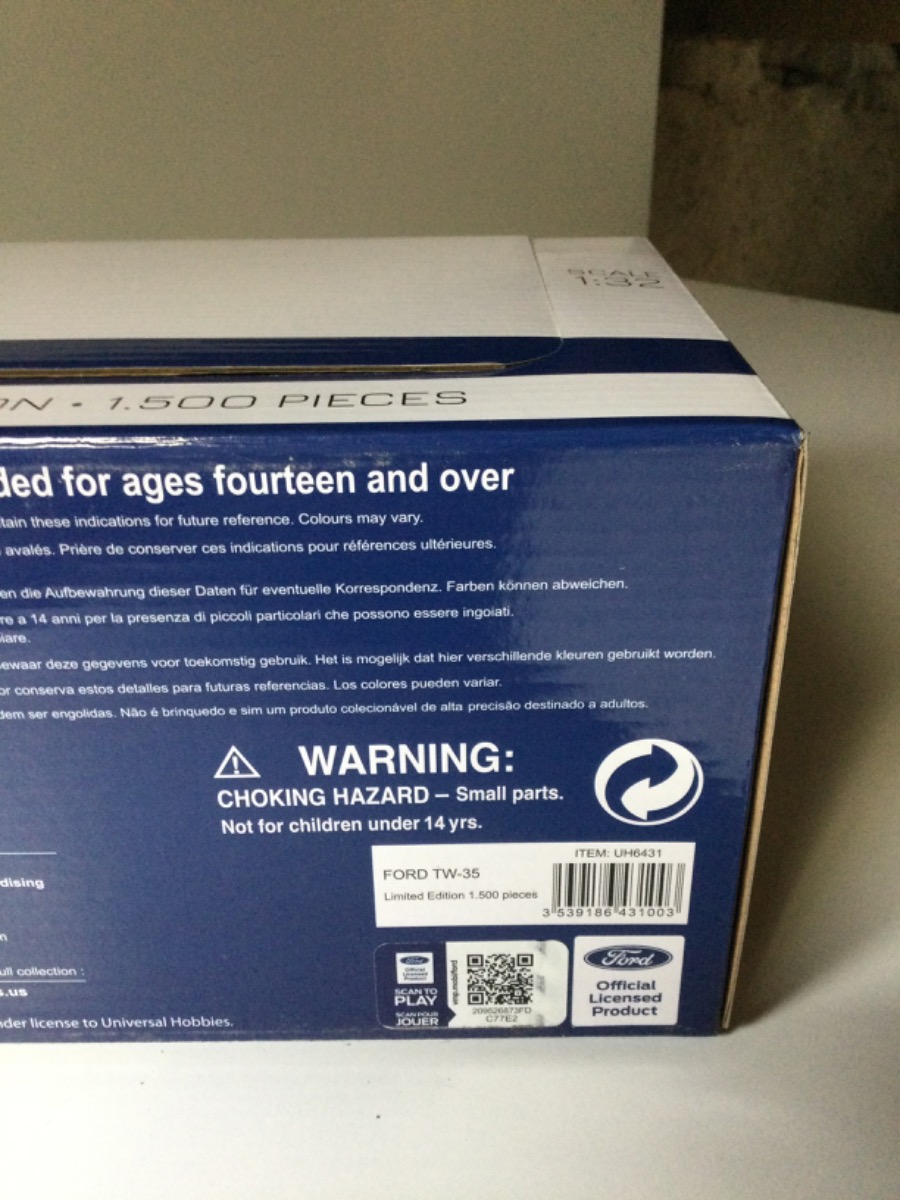 SCALE
1:32
ON • 1.500 PIECES
ded for ages fourteen and over
tain these indications for future reference. Colours may vary.
avalés. Prière de conserver ces indications pour références ultérieures.
en die Aufbewahrung dieser Daten für eventuelle Korrespondenz. Farben können abweichen.
re a 14 anni per la presenza di piccoli particolari che possono essere ingoiati.
iare.
ewaar deze gegevens voor toekomstig gebruik. Het is mogelijk dat hier verschillende kleuren gebruikt worden.
or conserva estos detalles para futuras referencias. Los colores pueden variar.
dem ser engolidas. Não é brinquedo e sim um produto colecionável de alta precisão destinado a adultos.
WARNING:
CHOKING HAZARD – Small parts.
Not for children under 14 yrs.
ITEM: UH6431
FORD TW-35
Limited Edition 1.500 pieces
3 539186 431003
dising
m
ull collection :
s.us
nder license to Universal Hobbies.
Ford
Official
Licensed
Product
SCAN TO
PLAY
SCAN POUR
JOUER
209526873FD
C77E2
Ford
Official
Licensed
Product